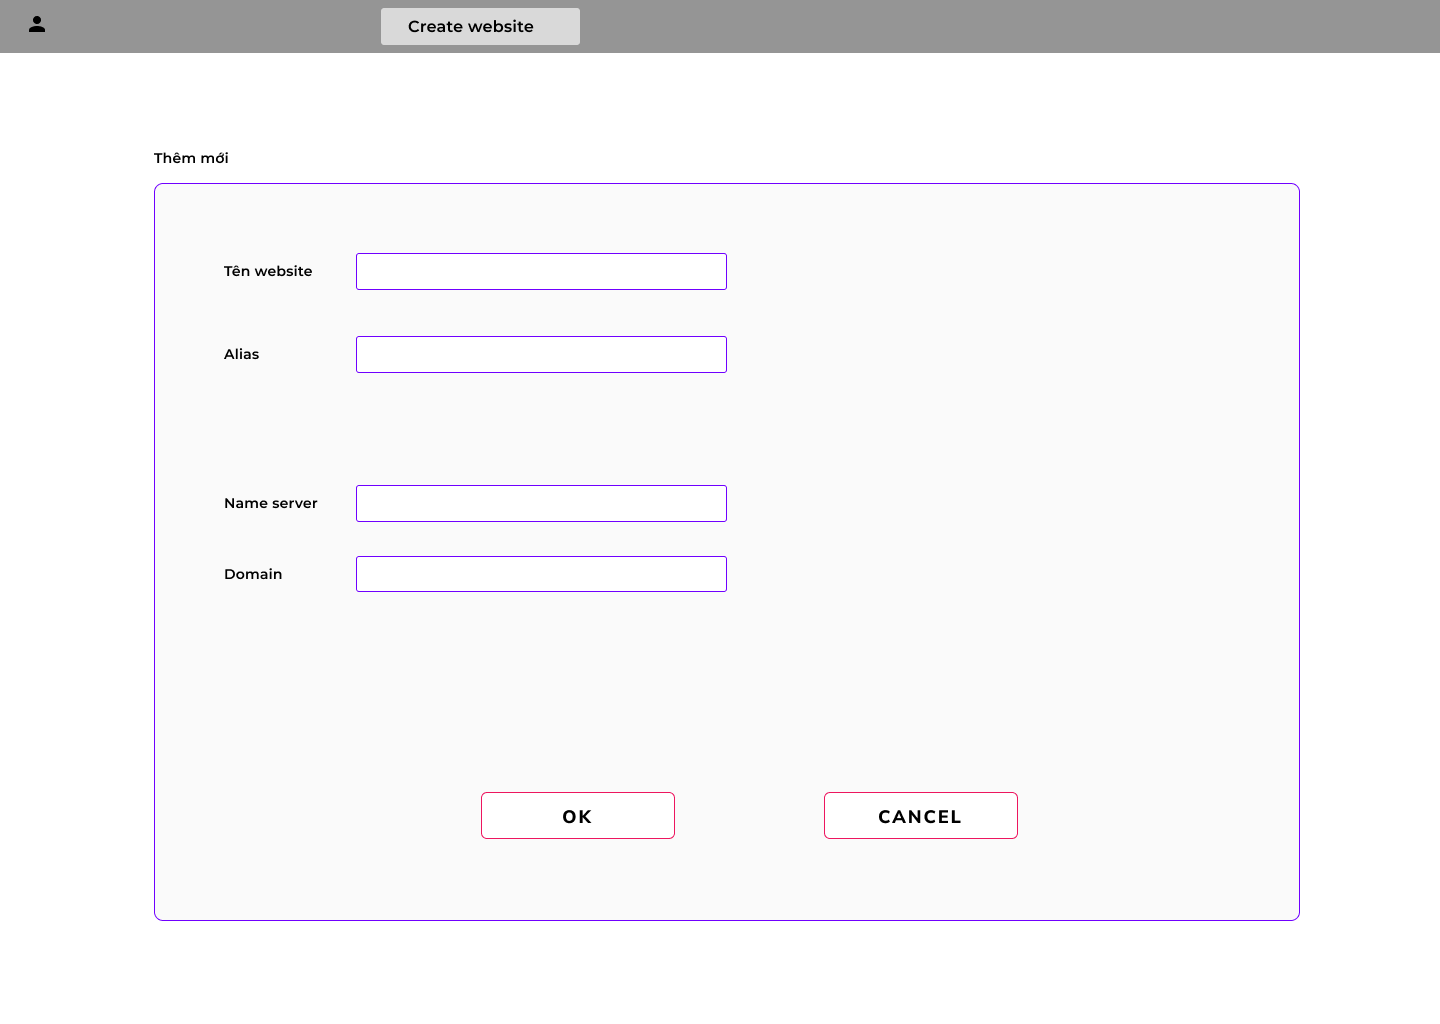 Create website
Thêm mới
Tên website
Alias
Name server
Domain
OK
CANCEL